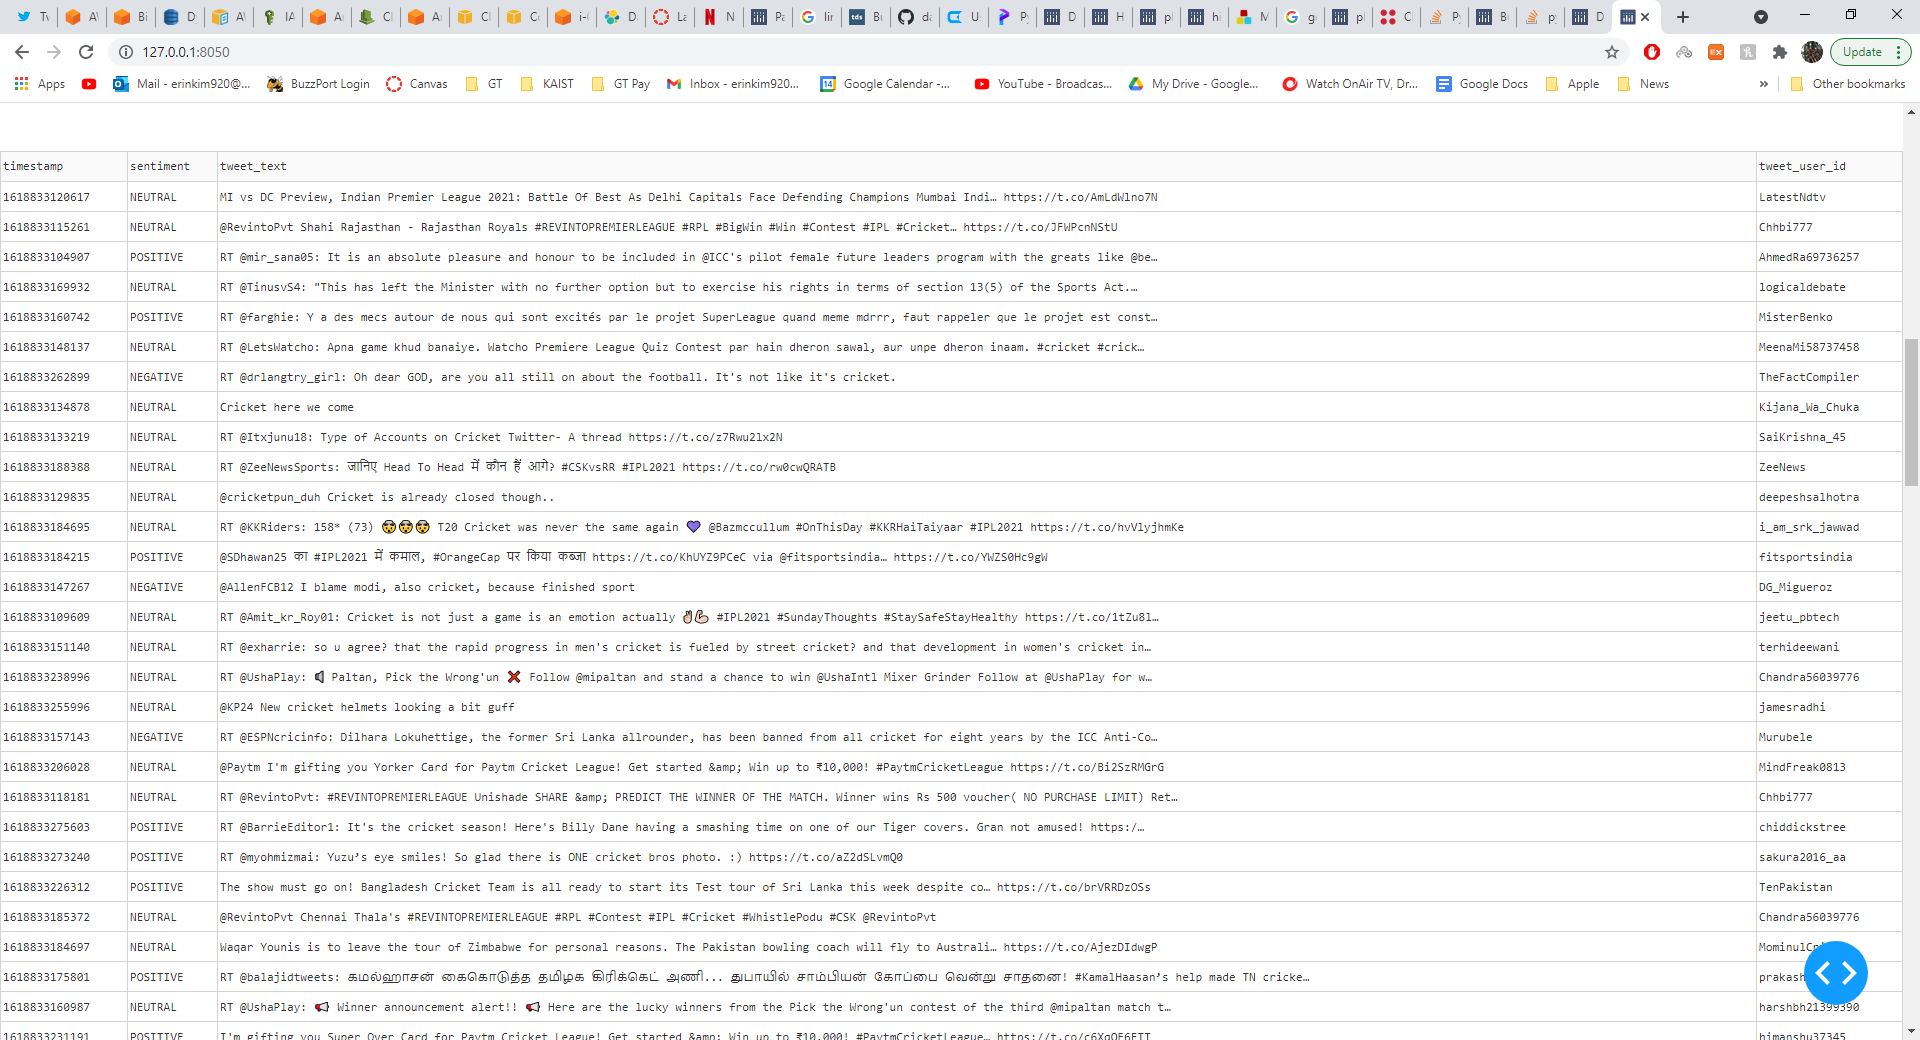 Tw
A\
Bi
D
A\
IA
A
Cl
A
Cl
C
i-(
D
La
N
Pa
lir
Bu
da
U
Py
D
H
pl
hi
M
g
pl
C
Py
B
py
D
127.0.0.1:8050
Update
Apps
Mail - erinkim920@...
BuzzPort Login
Canvas
GT
KAIST
GT Pay
Inbox - erinkim920...
Google Calendar -...
YouTube - Broadcas...
My Drive - Google...
Watch OnAir TV, Dr...
Google Docs
Apple
News
»
Other bookmarks
timestamp sentiment tweet_text tweet_user_id
1618833120617 NEUTRAL MI vs DC Preview, Indian Premier League 2021: Battle Of Best As Delhi Capitals Face Defending Champions Mumbai Indi… https://t.co/AmLdWlno7N LatestNdtv
1618833115261 NEUTRAL @RevintoPvt Shahi Rajasthan - Rajasthan Royals #REVINTOPREMIERLEAGUE #RPL #BigWin #Win #Contest #IPL #Cricket… https://t.co/JFWPcnNStU Chhbi777
1618833104907 POSITIVE RT @mir_sana05: It is an absolute pleasure and honour to be included in @ICC's pilot female future leaders program with the greats like @be… AhmedRa69736257
1618833169932 NEUTRAL RT @TinusvS4: "This has left the Minister with no further option but to exercise his rights in terms of section 13(5) of the Sports Act.… logicaldebate
1618833160742 POSITIVE RT @farghie: Y a des mecs autour de nous qui sont excités par le projet SuperLeague quand meme mdrrr, faut rappeler que le projet est const… MisterBenko
1618833148137 NEUTRAL RT @LetsWatcho: Apna game khud banaiye. Watcho Premiere League Quiz Contest par hain dheron sawal, aur unpe dheron inaam. #cricket #crick… MeenaMi58737458
1618833262899 NEGATIVE RT @drlangtry_girl: Oh dear GOD, are you all still on about the football. It's not like it's cricket. TheFactCompiler
1618833134878 NEUTRAL Cricket here we come Kijana_Wa_Chuka
1618833133219 NEUTRAL RT @Itxjunu18: Type of Accounts on Cricket Twitter- A thread https://t.co/z7Rwu2lx2N SaiKrishna_45
1618833188388 NEUTRAL RT @ZeeNewsSports: जानिए Head To Head में कौन हैं आगे? #CSKvsRR #IPL2021 https://t.co/rw0cwQRATB ZeeNews
1618833129835 NEUTRAL @cricketpun_duh Cricket is already closed though.. deepeshsalhotra
1618833184695 NEUTRAL RT @KKRiders: 158* (73) 🤯🤯🤯 T20 Cricket was never the same again 💜 @Bazmccullum #OnThisDay #KKRHaiTaiyaar #IPL2021 https://t.co/hvVlyjhmKe i_am_srk_jawwad
1618833184215 POSITIVE @SDhawan25 का #IPL2021 में कमाल, #OrangeCap पर किया कब्जा https://t.co/KhUYZ9PCeC via @fitsportsindia… https://t.co/YWZS0Hc9gW fitsportsindia
1618833147267 NEGATIVE @AllenFCB12 I blame modi, also cricket, because finished sport DG_Migueroz
1618833109609 NEUTRAL RT @Amit_kr_Roy01: Cricket is not just a game is an emotion actually ✌💪 #IPL2021 #SundayThoughts #StaySafeStayHealthy https://t.co/1tZu8l… jeetu_pbtech
1618833151140 NEUTRAL RT @exharrie: so u agree? that the rapid progress in men's cricket is fueled by street cricket? and that development in women's cricket in… terhideewani
1618833238996 NEUTRAL RT @UshaPlay: 🔈 Paltan, Pick the Wrong'un ❌ Follow @mipaltan and stand a chance to win @UshaIntl Mixer Grinder Follow at @UshaPlay for w… Chandra56039776
1618833255996 NEUTRAL @KP24 New cricket helmets looking a bit guff jamesradhi
1618833157143 NEGATIVE RT @ESPNcricinfo: Dilhara Lokuhettige, the former Sri Lanka allrounder, has been banned from all cricket for eight years by the ICC Anti-Co… Murubele
1618833206028 NEUTRAL @Paytm I'm gifting you Yorker Card for Paytm Cricket League! Get started &amp; Win up to ₹10,000! #PaytmCricketLeague https://t.co/Bi2SzRMGrG MindFreak0813
1618833118181 NEUTRAL RT @RevintoPvt: #REVINTOPREMIERLEAGUE Unishade SHARE &amp; PREDICT THE WINNER OF THE MATCH. Winner wins Rs 500 voucher( NO PURCHASE LIMIT) Ret… Chhbi777
1618833275603 POSITIVE RT @BarrieEditor1: It's the cricket season! Here's Billy Dane having a smashing time on one of our Tiger covers. Gran not amused! https:/… chiddickstree
1618833273240 POSITIVE RT @myohmizmai: Yuzu’s eye smiles! So glad there is ONE cricket bros photo. :) https://t.co/aZ2dSLvmQ0 sakura2016_aa
1618833226312 POSITIVE The show must go on! Bangladesh Cricket Team is all ready to start its Test tour of Sri Lanka this week despite co… https://t.co/brVRRDzOSs TenPakistan
1618833185372 NEUTRAL @RevintoPvt Chennai Thala's #REVINTOPREMIERLEAGUE #RPL #Contest #IPL #Cricket #WhistlePodu #CSK @RevintoPvt Chandra56039776
1618833184697 NEUTRAL Waqar Younis is to leave the tour of Zimbabwe for personal reasons. The Pakistan bowling coach will fly to Australi… https://t.co/AjezDIdwgP
1618833175801 POSITIVE RT @balajidtweets: கமல்ஹாசன் கைகொடுத்த தமிழக கிரிக்கெட் அணி... துபாயில் சாம்பியன் கோப்பை வென்று சாதனை! #KamalHaasan’s help made TN cricke… prakash
1618833160987 NEUTRAL RT @UshaPlay: 📢 Winner announcement alert!! 📢 Here are the lucky winners from the Pick the Wrong'un contest of the third @mipaltan match t… harshbh21399390
1618833231191 POSITIVE I'm gifting you Super Over Card for Paytm Cricket League! Get started &amp; Win up to ₹10,000! #PaytmCricketLeague… himanshu37345